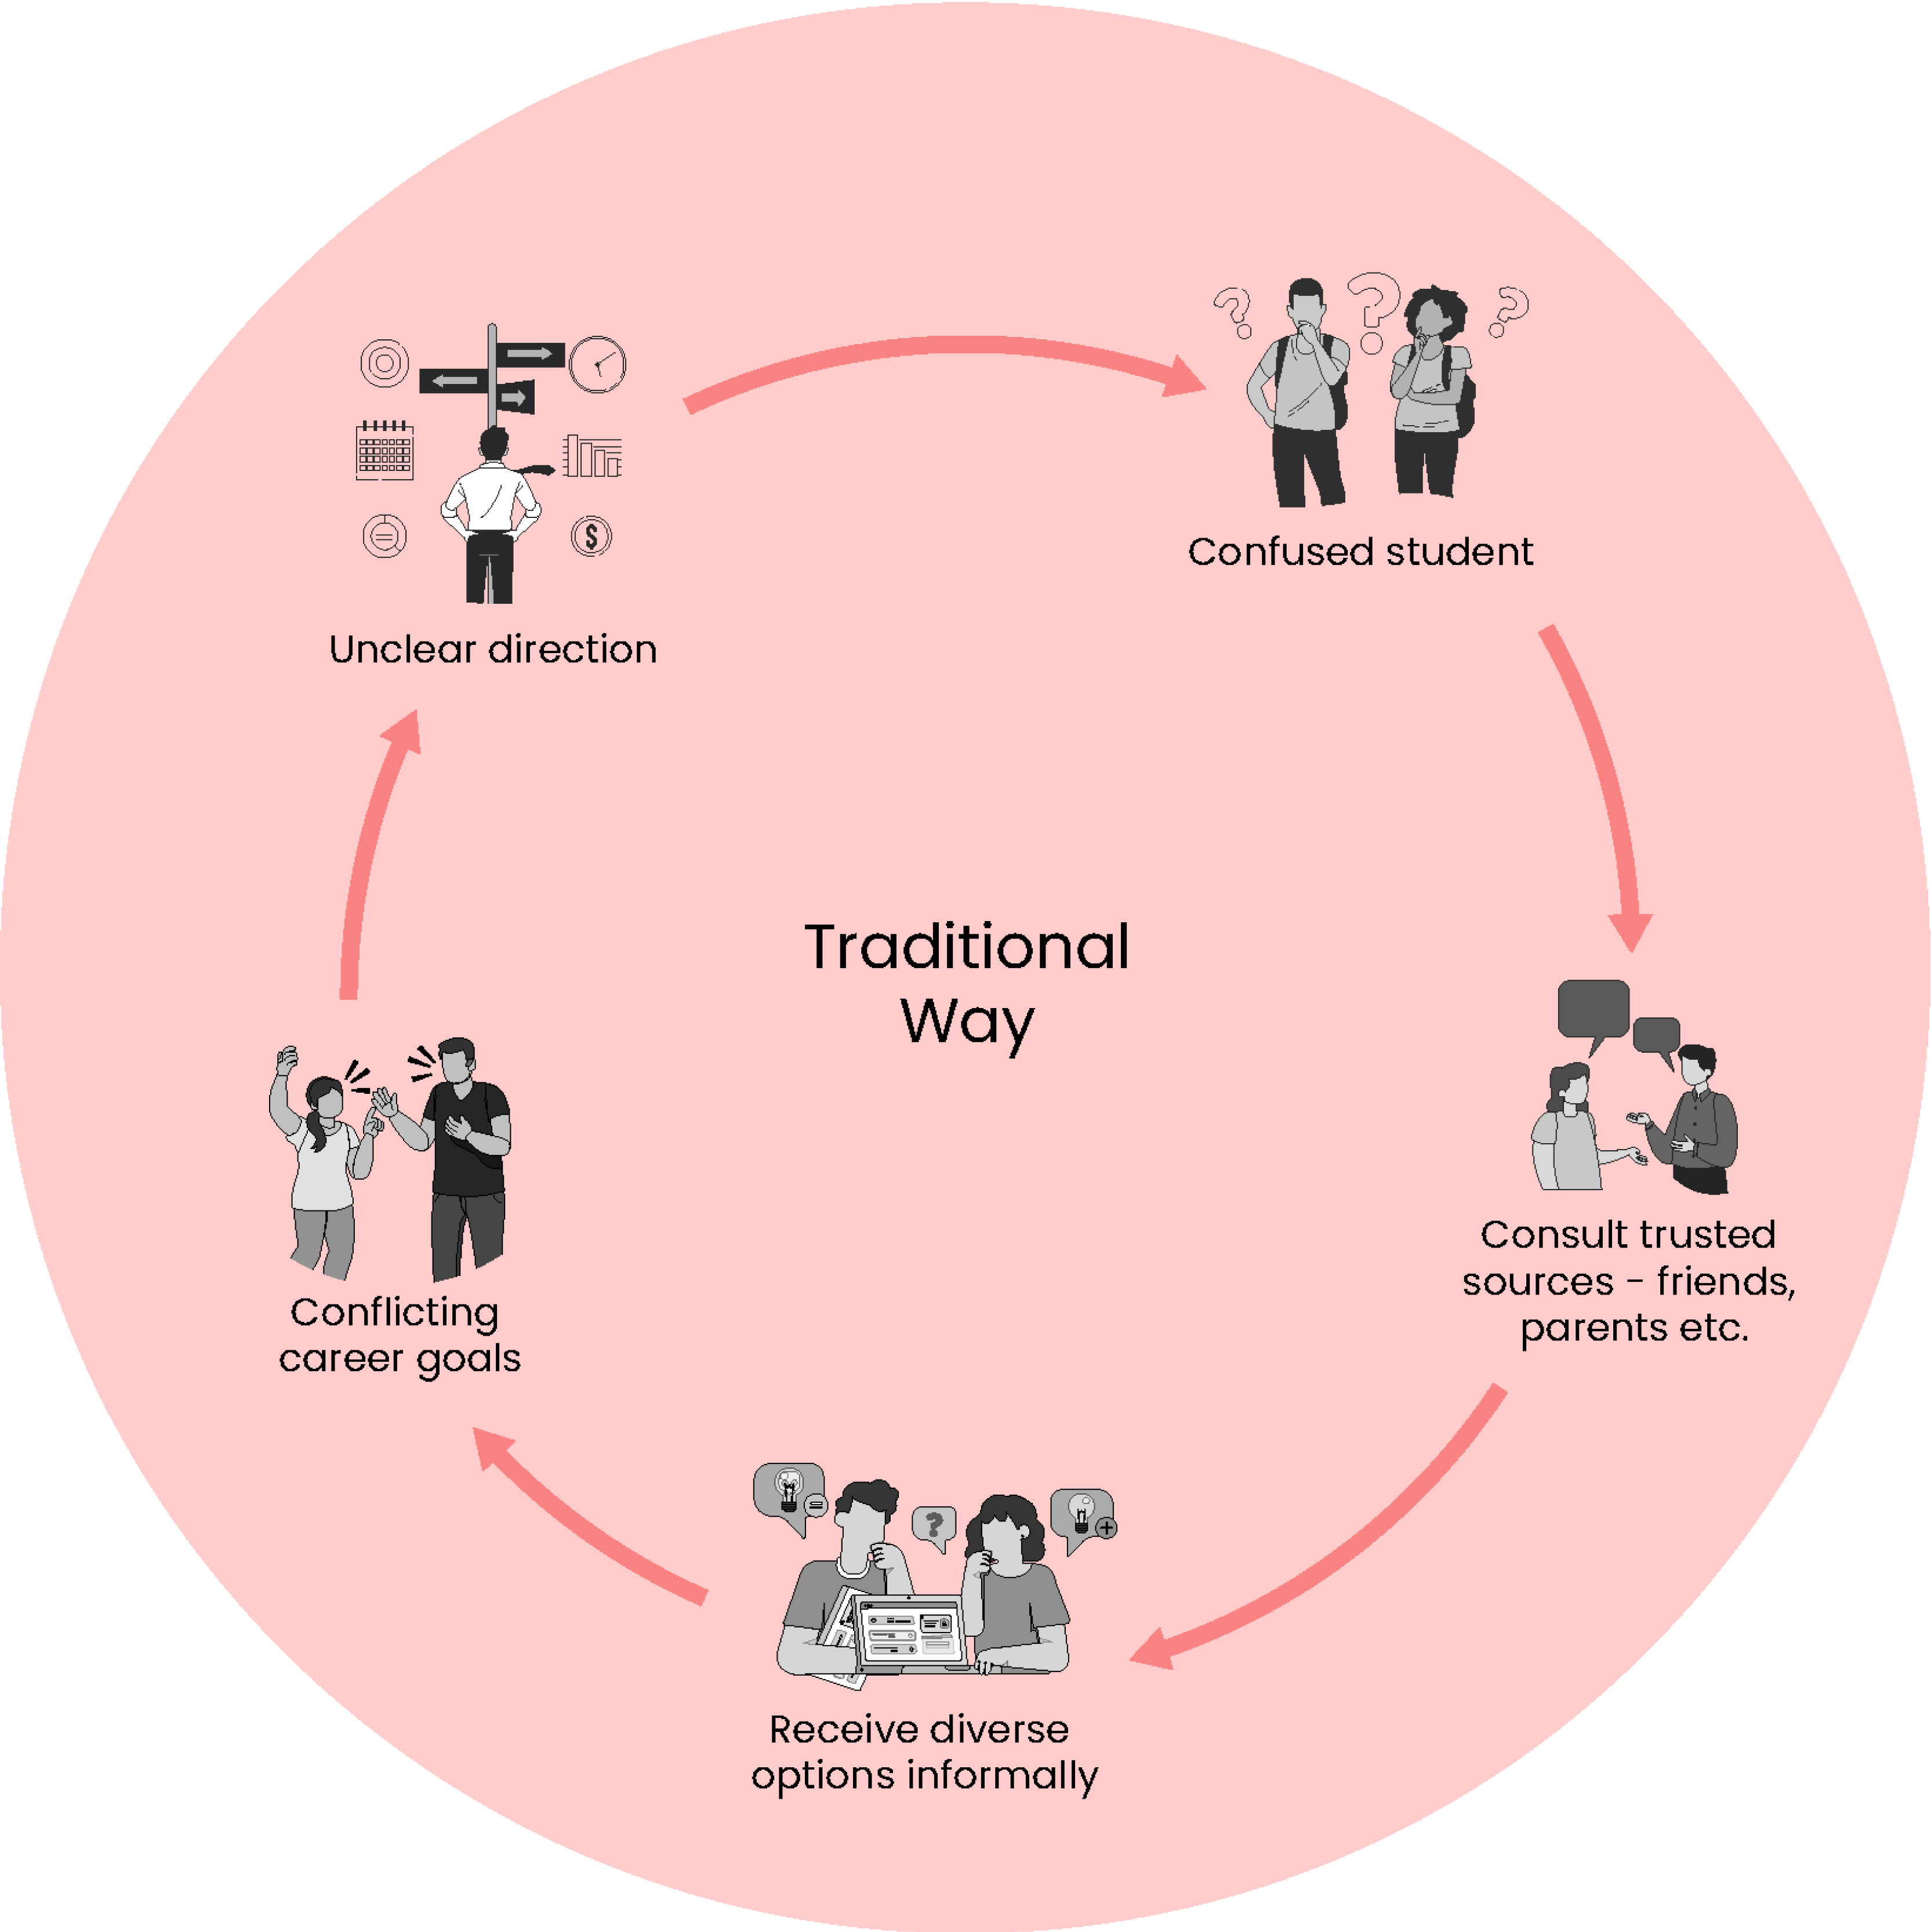 Confused student
Unclear direction
Traditional
Way
Consult trusted
sources - friends,
parents etc.
Conflicting
career goals
Receive diverse
options informally